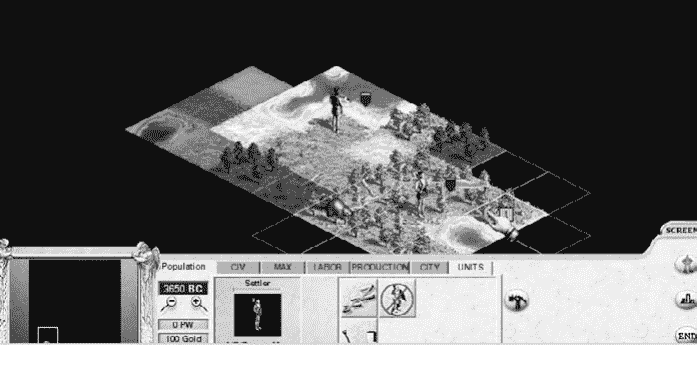 SCREEN
Population CIV MAX LABOR PRODUCTION CITY UNITS
3650 BC
Settler
0 PW
100 Gold
END